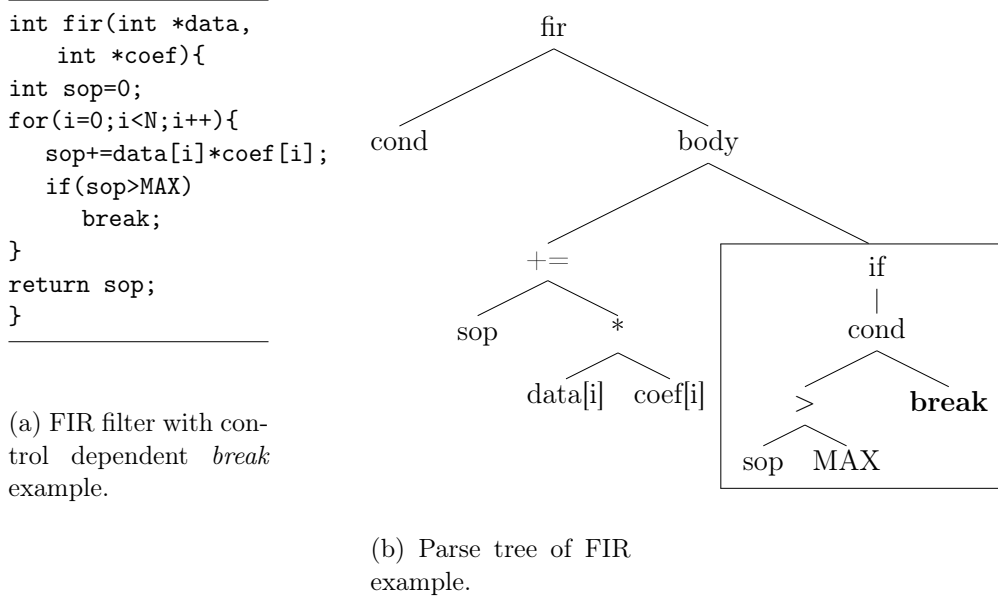 int fir(int *data,
int *coef){
int sop=0;
for(i=0;i<N;i++){
sop+=data[i]*coef[i];
if(sop>MAX)
break;
}
return sop;
}
(a) FIR filter with con-
trol dependent break
example.
fir
cond body
+= if
sop * cond
data[i] coef[i] > break
sop MAX
(b) Parse tree of FIR
example.